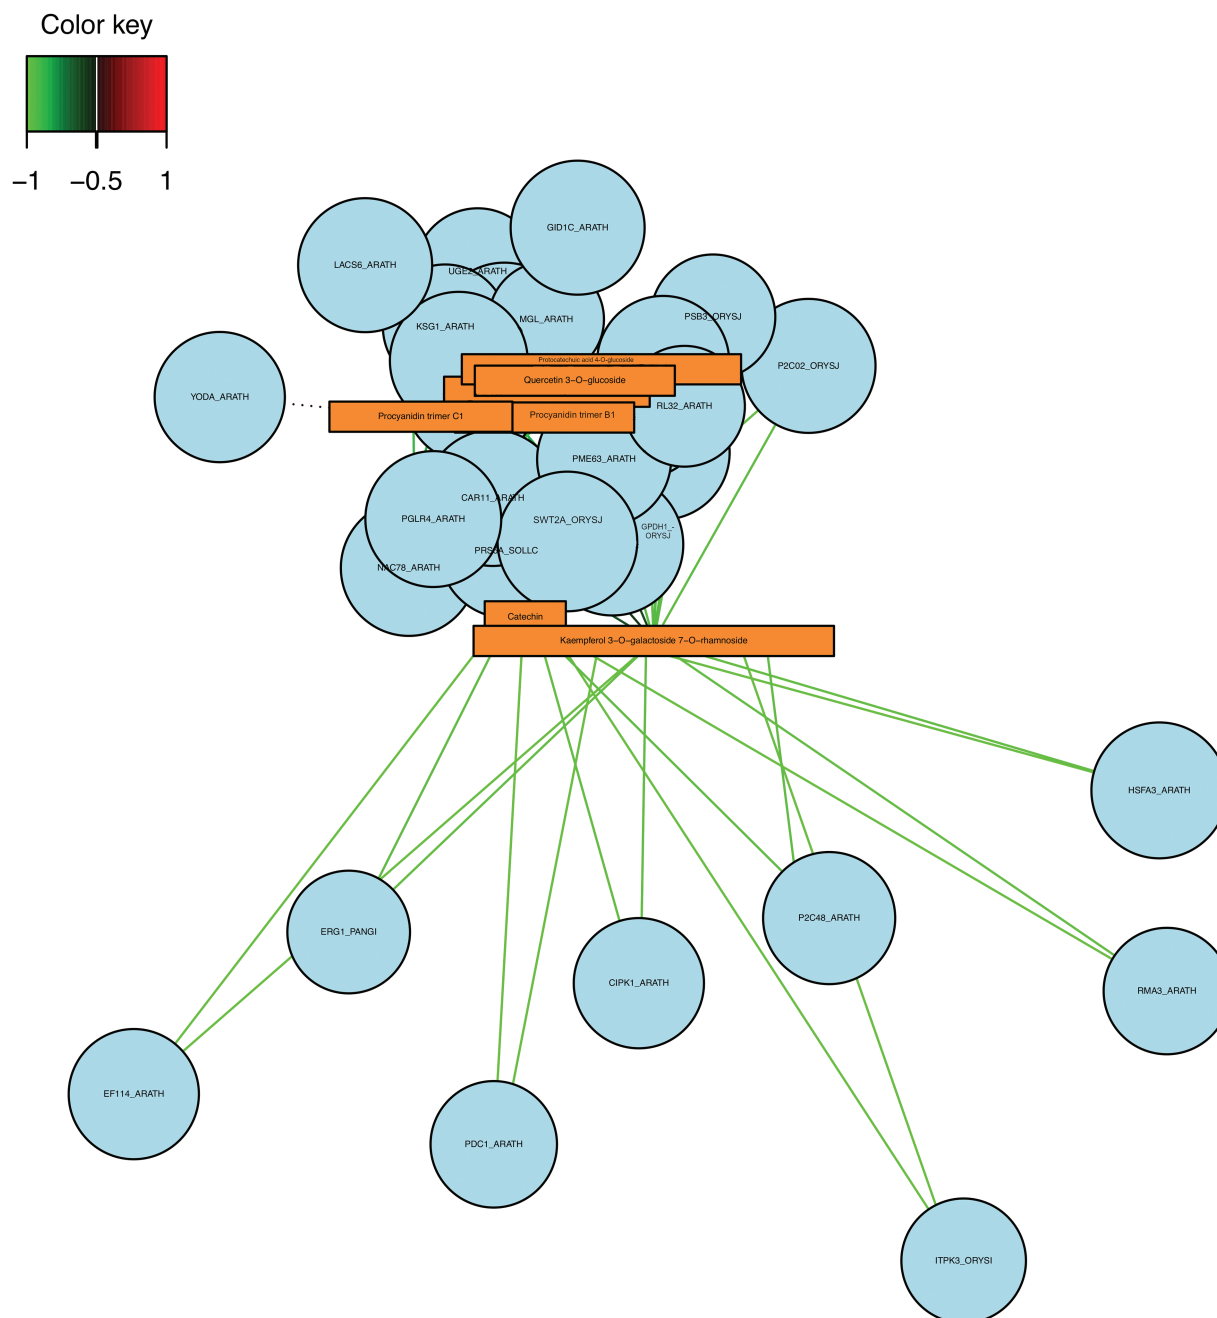 Color key
−1 −0.5 1
GID1C_ARATH
LACS6_ARATH
UGE2_ARATH
MGL_ARATH
PSB3_ORYSJ
KSG1_ARATH
Protocatechuic acid 4-O-glucoside
P2C02_ORYSJ
Quercetin 3−O−glucoside
YODA_ARATH
RL32_ARATH
Procyanidin trimer C1
Procyanidin trimer B1
PME63_ARATH
CAR11_ARATH
PGLR4_ARATH
SWT2A_ORYSJ
GPDH1_-
ORYSJ
NAC78_ARATH
Catechin
Kaempferol 3−O−galactoside 7−O−rhamnoside
HSFA3_ARATH
P2C48_ARATH
ERG1_PANGI
CIPK1_ARATH
RMA3_ARATH
EF114_ARATH
PDC1_ARATH
ITPK3_ORYSI